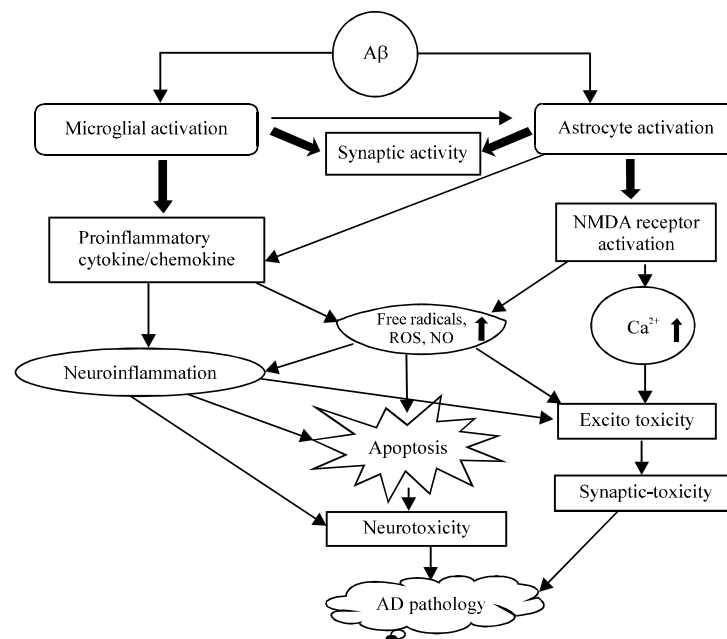 Aβ
Microglial activation
Astrocyte activation
Synaptic activity
Proinflammatory
cytokine/chemokine
NMDA receptor
activation
Free radicals,
ROS, NO
Ca²⁺
Neuroinflammation
Apoptosis
Excito toxicity
Synaptic-toxicity
Neurotoxicity
AD pathology